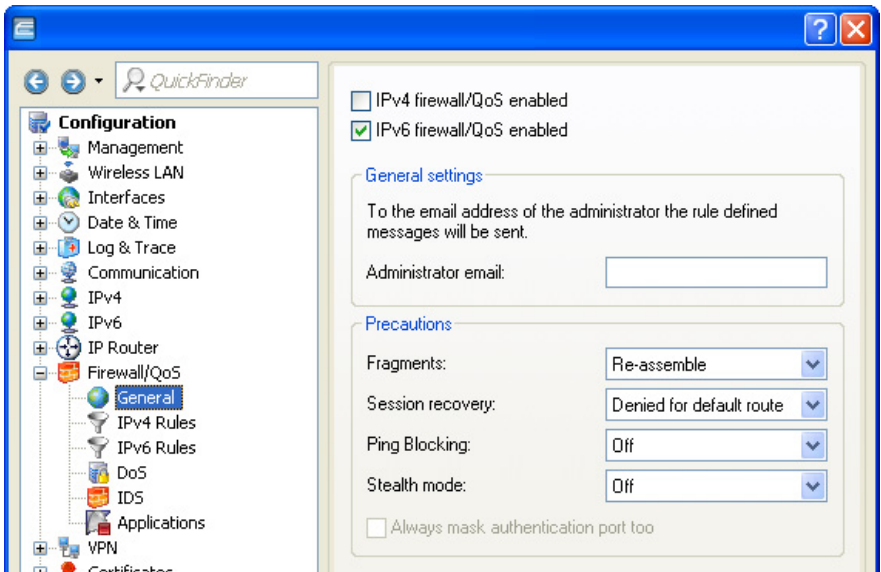 ?
QuickFinder
Configuration
Management
Wireless LAN
Interfaces
Date & Time
Log & Trace
Communication
IPv4
IPv6
IP Router
Firewall/QoS
General
IPv4 Rules
IPv6 Rules
DoS
IDS
Applications
VPN
Certificates
IPv4 firewall/QoS enabled
IPv6 firewall/QoS enabled
General settings
To the email address of the administrator the rule defined
messages will be sent.
Administrator email:
Precautions
Fragments: Re-assemble
Session recovery: Denied for default route
Ping Blocking: Off
Stealth mode: Off
Always mask authentication port too